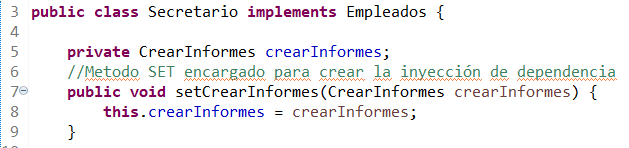 3 public class Secretario implements Empleados {
4
5 private CrearInformes crearInformes;
6 //Metodo SET encargado para crear la inyección de dependencia
7 public void setCrearInformes(CrearInformes crearInformes) {
8 this.crearInformes = crearInformes;
9 }